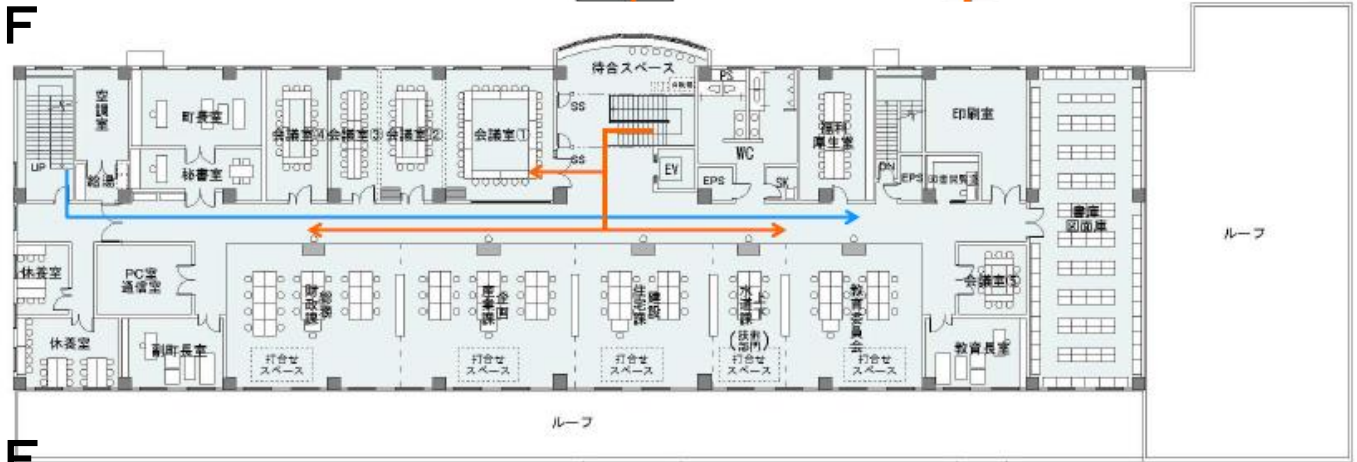 F
待合スペース
空調室
町長室
会議室④
会議室③
会議室②
会議室①
SS
SS
PS
WC
福利厚生室
印刷室
UP
給湯
秘書室
EV
EPS
SK
DN
EPS
書庫
図面庫
ルーフ
休養室
PC室
通信室
総務
財政課
企画
産業課
建設
住宅課
上下
水道課
(技術部門)
教育委員会
会議室⑤
休養室
副町長室
打合せ
スペース
打合せ
スペース
打合せ
スペース
打合せ
スペース
打合せ
スペース
教育長室
ルーフ